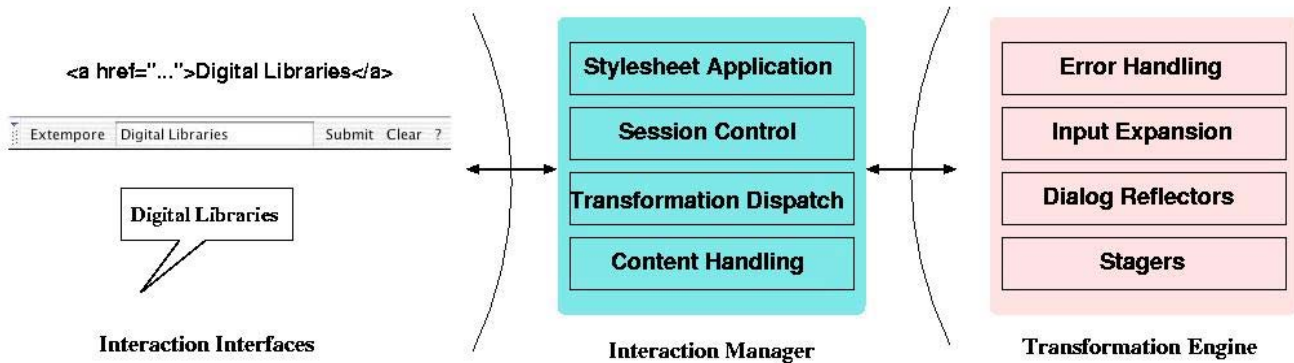 <a href="...">Digital Libraries</a>
Extempore Digital Libraries Submit Clear ?
Digital Libraries
Interaction Interfaces
Stylesheet Application
Session Control
Transformation Dispatch
Content Handling
Interaction Manager
Error Handling
Input Expansion
Dialog Reflectors
Stagers
Transformation Engine